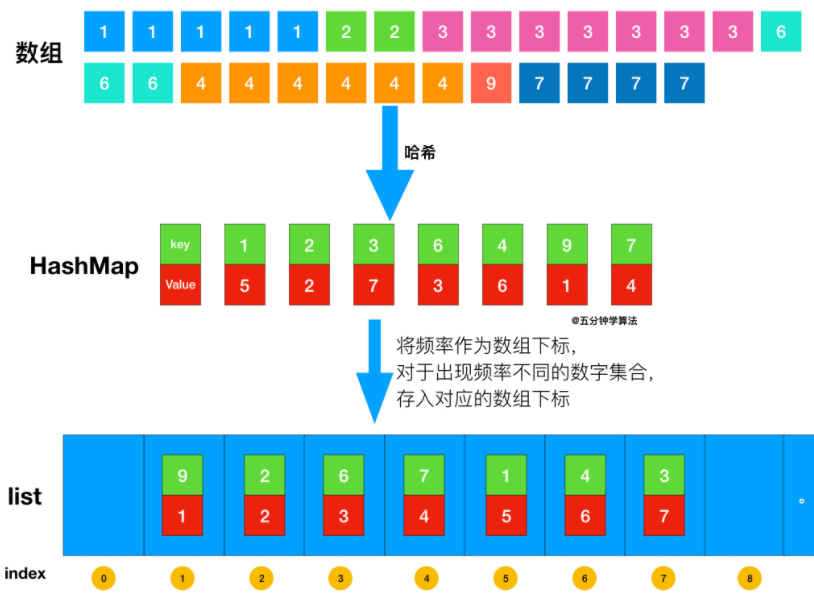 数组
1 1 1 1 1 2 2 3 3 3 3 3 3 3 6
6 6 4 4 4 4 4 4 9 7 7 7 7
哈希
HashMap
key 1 2 3 6 4 9 7
Value 5 2 7 3 6 1 4
@五分钟学算法
将频率作为数组下标，
对于出现频率不同的数字集合，
存入对应的数组下标
list
9 2 6 7 1 4 3
1 2 3 4 5 6 7
。
index
0 1 2 3 4 5 6 7 8